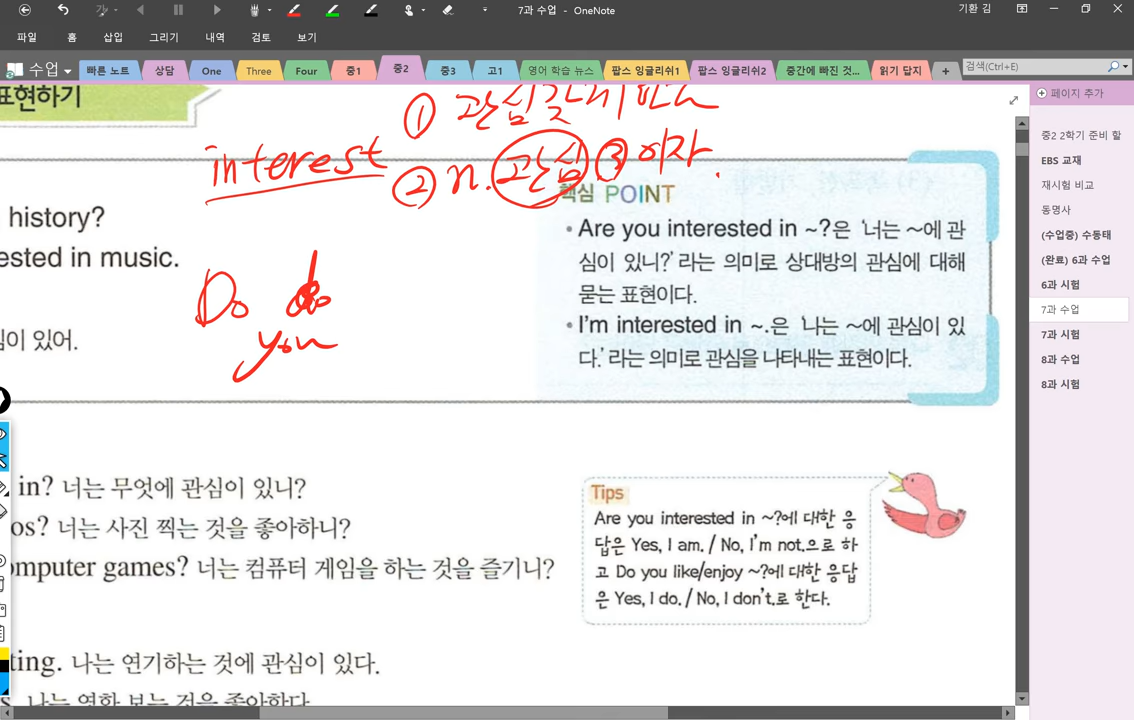 7과 수업 - OneNote
기환 김
파일 홈 삽입 그리기 내역 검토 보기
수업 빠른 노트 상담 One Three Four 중1 중2 중3 고1 영어 학습 뉴스 팝스 잉글리쉬1 팝스 잉글리쉬2 중간에 빠진 것... 읽기 답지 + 검색(Ctrl+E)
표현하기
페이지 추가
중2 2학기 준비 할
EBS 교재
재시험 비교
동명사
(수업중) 수동태
(완료) 6과 수업
6과 시험
7과 수업
7과 시험
8과 수업
8과 시험
① 관심갖게
interest ② n. 관심 ③ 이자.
history?
ested in music.
심이 있어.
Do do
you
핵심 POINT
• Are you interested in ~?은 '너는 ~에 관
심이 있니?' 라는 의미로 상대방의 관심에 대해
묻는 표현이다.
• I'm interested in ~.은 '나는 ~에 관심이 있
다.' 라는 의미로 관심을 나타내는 표현이다.
in? 너는 무엇에 관심이 있니?
os? 너는 사진 찍는 것을 좋아하니?
omputer games? 너는 컴퓨터 게임을 하는 것을 즐기니?
ting. 나는 연기하는 것에 관심이 있다.
s. 나는 영화 보는 것을 좋아한다.
Tips
Are you interested in ~?에 대한 응
답은 Yes, I am. / No, I'm not.으로 하
고 Do you like/enjoy ~?에 대한 응답
은 Yes, I do. / No, I don't.로 한다.